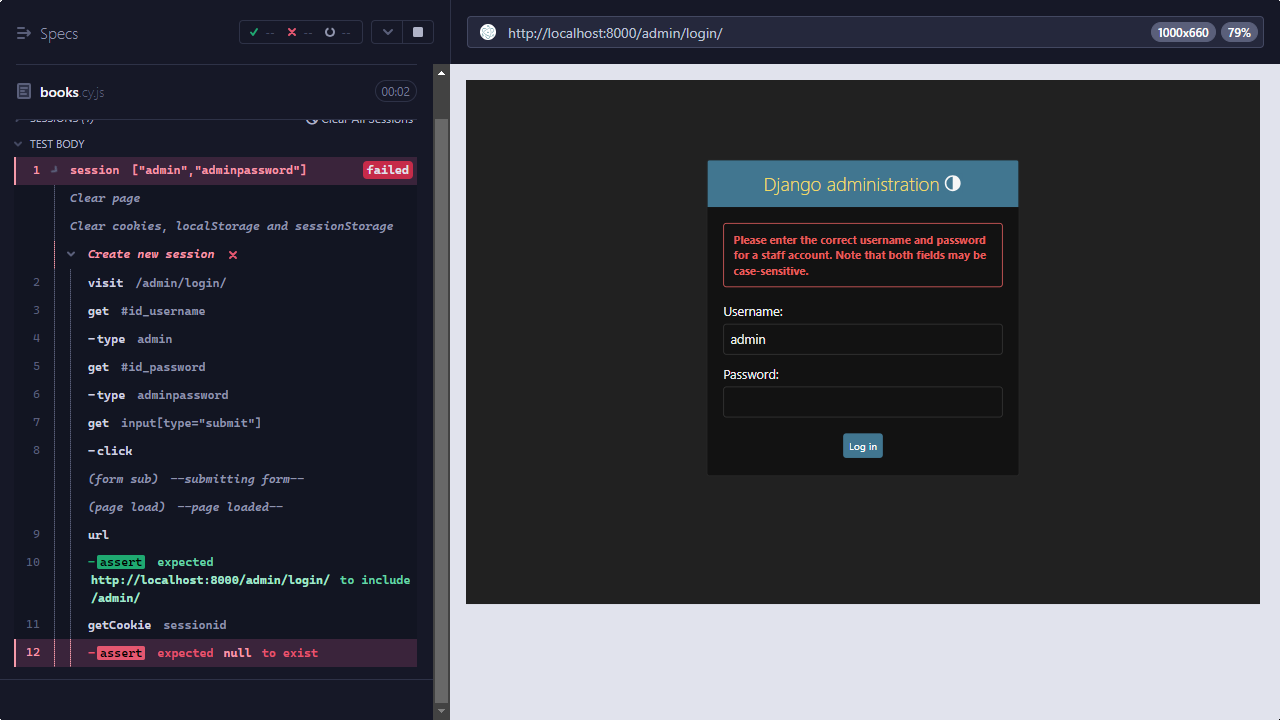 Specs
-- -- --
books.cy.js
00:02
SESSIONS (1)
Clear All Sessions
TEST BODY
1 session ["admin","adminpassword"] failed
Clear page
Clear cookies, localStorage and sessionStorage
Create new session
2 visit /admin/login/
3 get #id_username
4 -type admin
5 get #id_password
6 -type adminpassword
7 get input[type="submit"]
8 -click
(form sub) --submitting form--
(page load) --page loaded--
9 url
10 -assert expected
http://localhost:8000/admin/login/ to include
/admin/
11 getCookie sessionid
12 -assert expected null to exist
http://localhost:8000/admin/login/
1000x660
79%
Django administration
Please enter the correct username and password
for a staff account. Note that both fields may be
case-sensitive.
Username:
admin
Password:
Log in